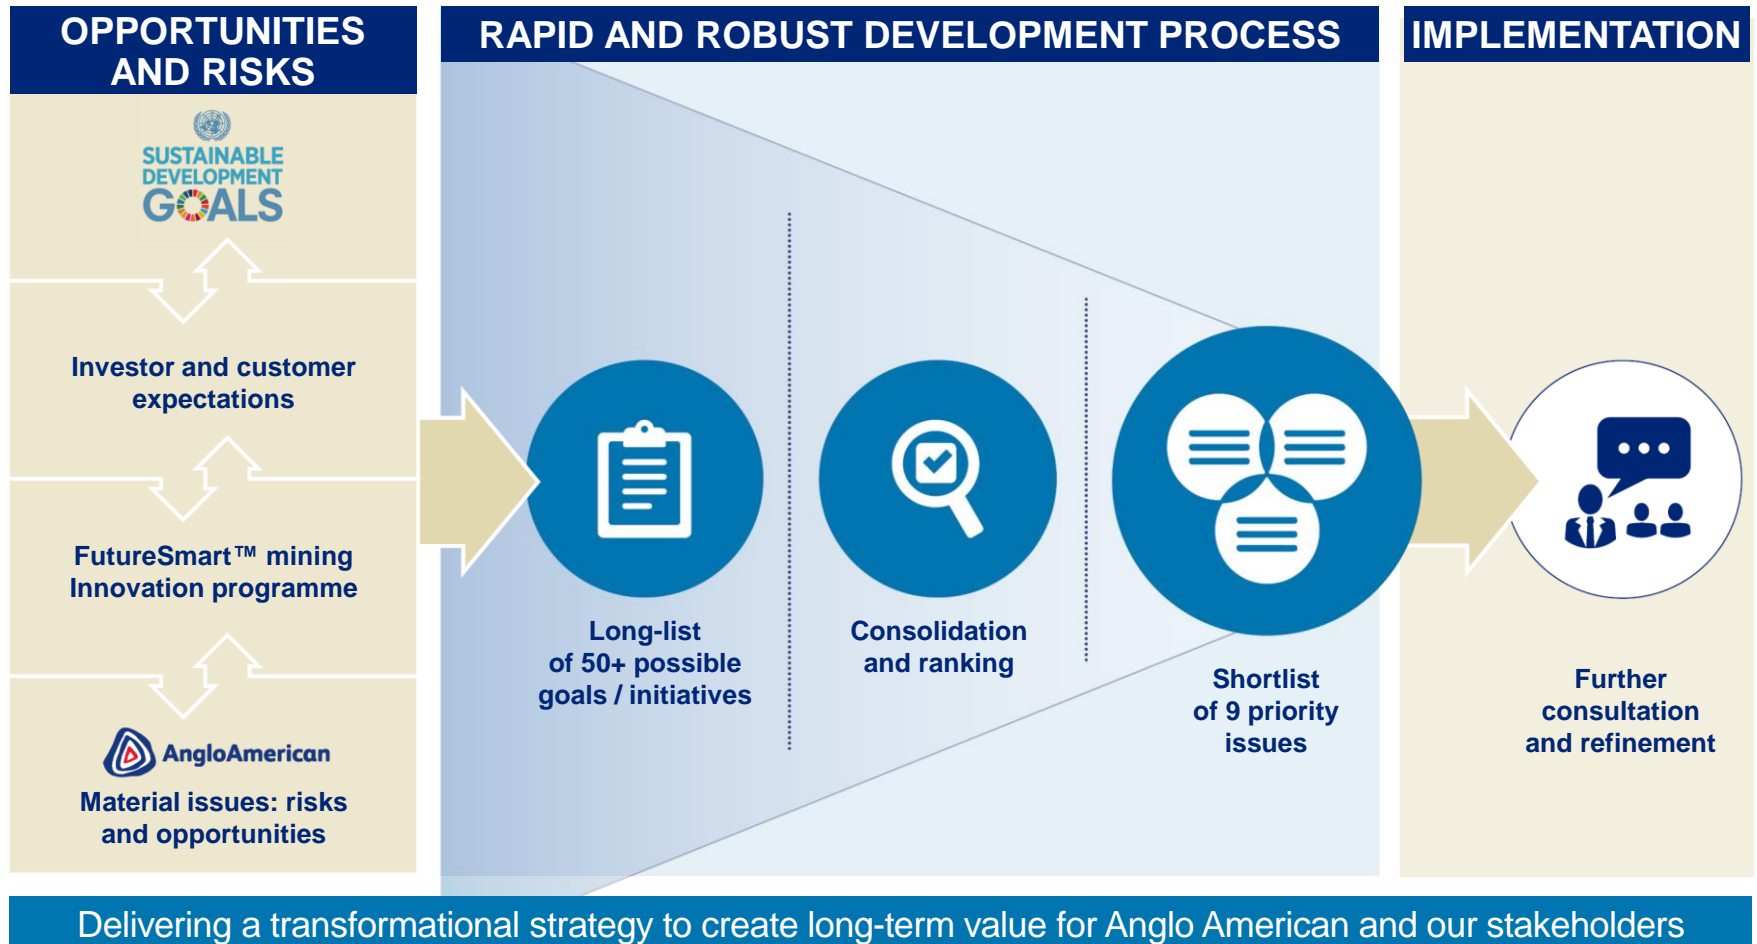 OPPORTUNITIES
AND RISKS
SUSTAINABLE
DEVELOPMENT
GOALS
Investor and customer
expectations
FutureSmart™ mining
Innovation programme
AngloAmerican
Material issues: risks
and opportunities
RAPID AND ROBUST DEVELOPMENT PROCESS
Long-list
of 50+ possible
goals / initiatives
Consolidation
and ranking
Shortlist
of 9 priority
issues
IMPLEMENTATION
Further
consultation
and refinement
Delivering a transformational strategy to create long-term value for Anglo American and our stakeholders